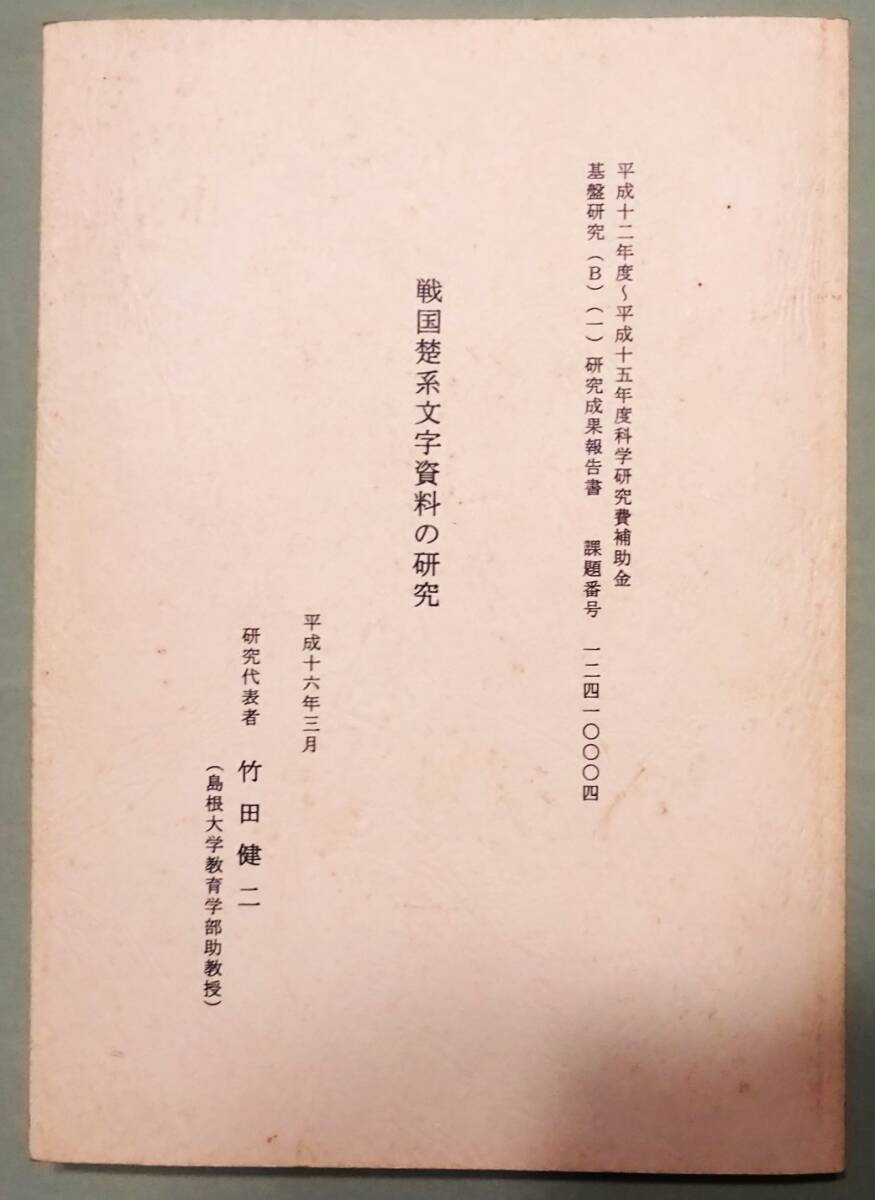 平成十二年度～平成十五年度科学研究費補助金
基盤研究（B）（一）研究成果報告書　課題番号　一二四一〇〇〇四
戦国楚系文字資料の研究
平成十六年三月
研究代表者　竹田健二
（島根大学教育学部助教授）